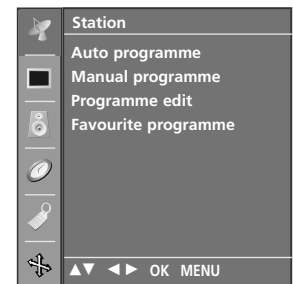 Station
Auto programme
Manual programme
Programme edit
Favourite programme
▲▼ ◄► OK MENU